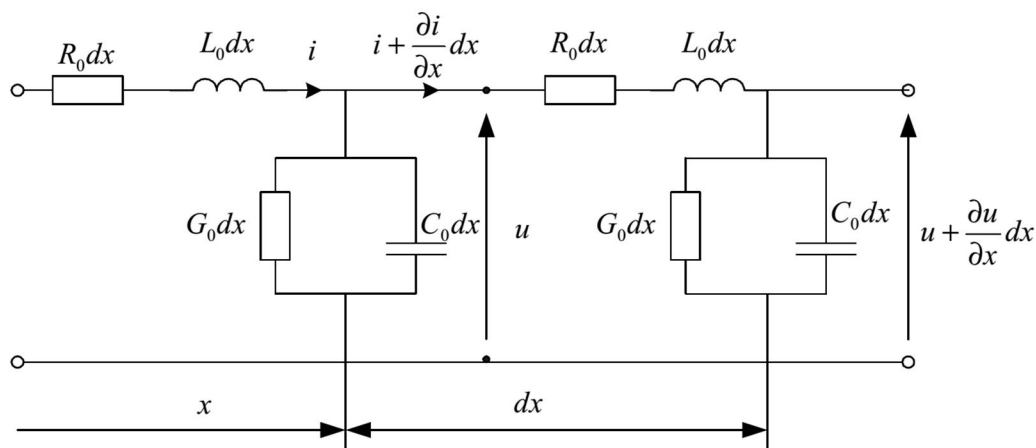 R₀dx
L₀dx
i
i + ∂i/∂x dx
R₀dx
L₀dx
G₀dx
C₀dx
u
G₀dx
C₀dx
u + ∂u/∂x dx
x
dx